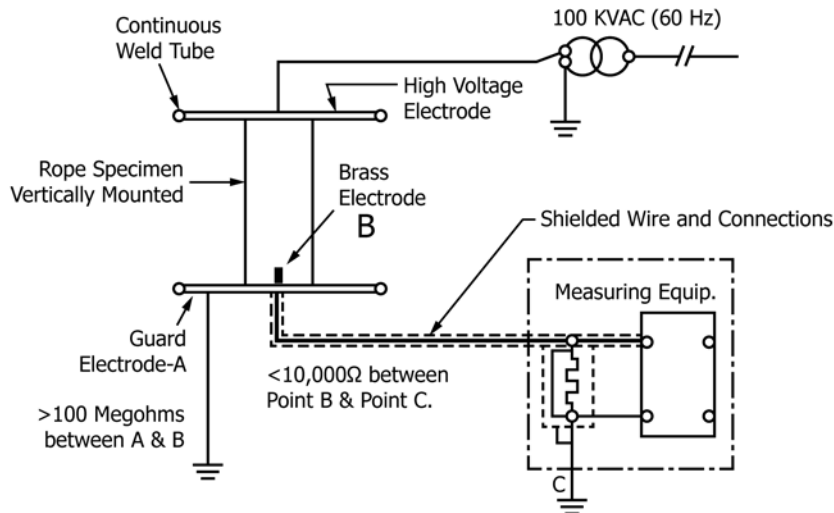 100 KVAC (60 Hz)
Continuous
Weld Tube
High Voltage
Electrode
Rope Specimen
Vertically Mounted
Brass
Electrode
B
Shielded Wire and Connections
Measuring Equip.
Guard
Electrode-A
<10,000Ω between
Point B & Point C.
>100 Megohms
between A & B
C